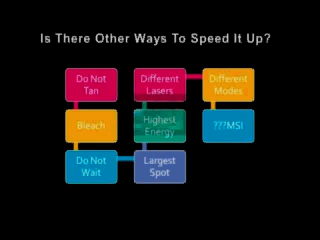 Is There Other Ways To Speed It Up?
Do Not
Tan
Bleach
Do Not
Wait
Largest
Spot
Highest
Energy
Different
Lasers
Different
Modes
???MSI